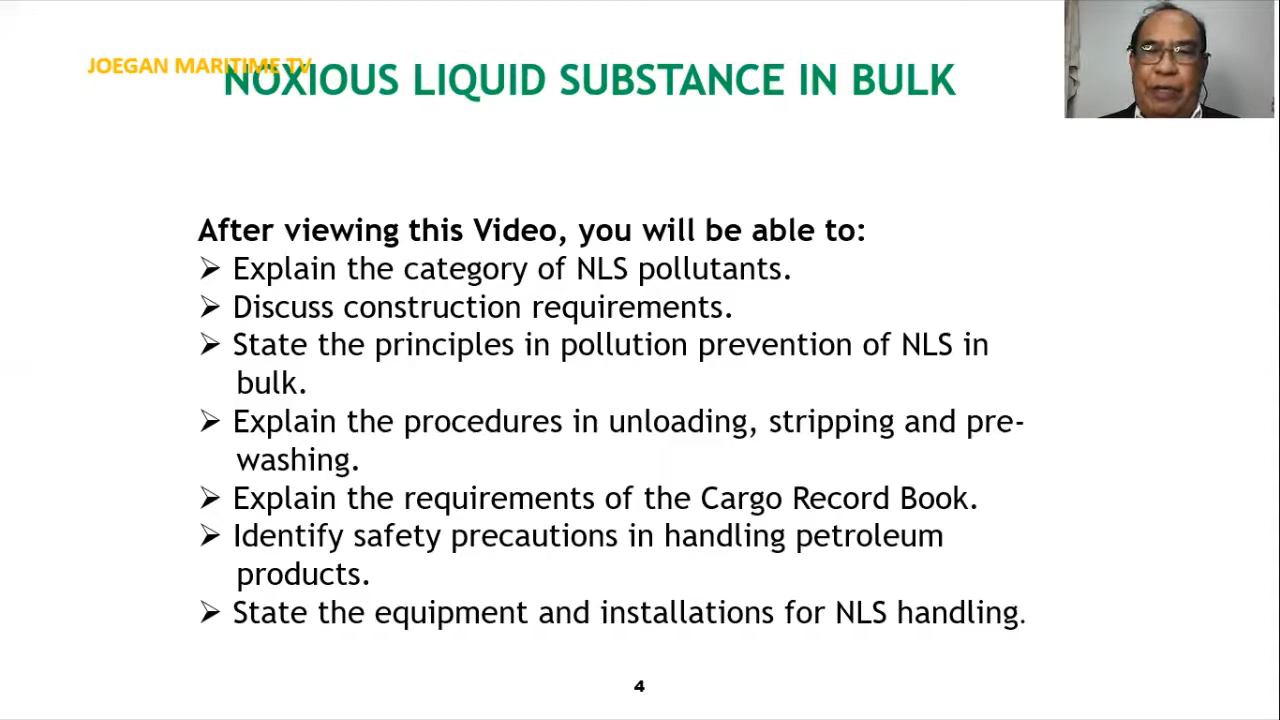 JOEGAN MARITIME TV
NOXIOUS LIQUID SUBSTANCE IN BULK
After viewing this Video, you will be able to:
➢ Explain the category of NLS pollutants.
➢ Discuss construction requirements.
➢ State the principles in pollution prevention of NLS in
bulk.
➢ Explain the procedures in unloading, stripping and pre-
washing.
➢ Explain the requirements of the Cargo Record Book.
➢ Identify safety precautions in handling petroleum
products.
➢ State the equipment and installations for NLS handling.
4